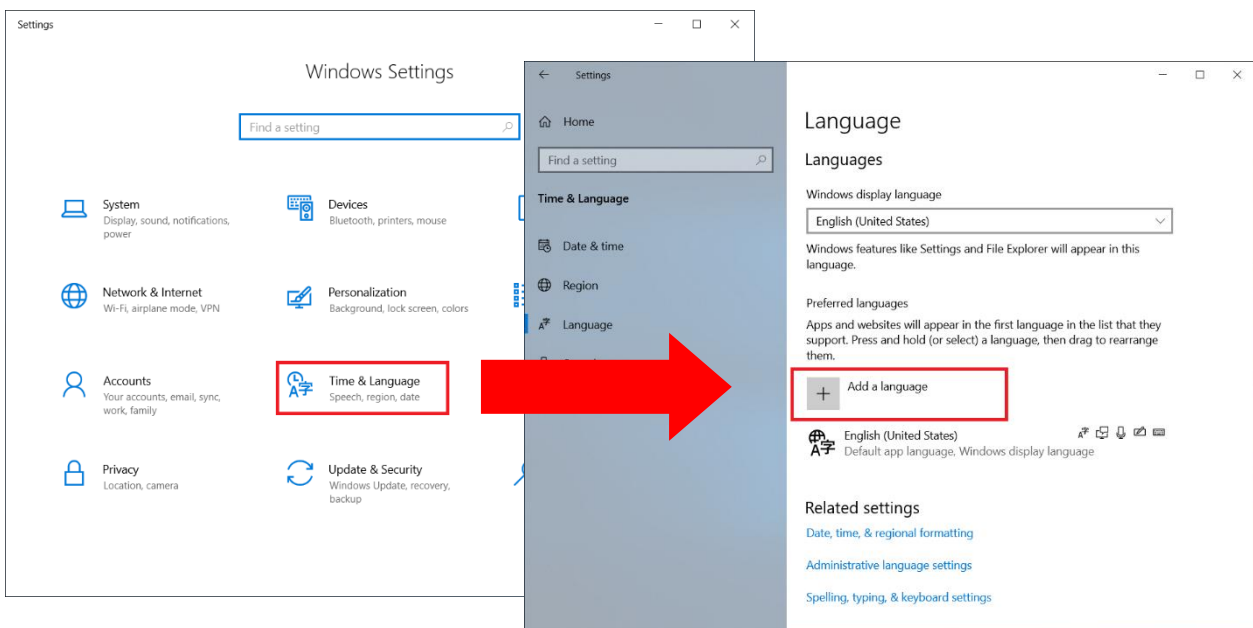 Settings
Windows Settings
Find a setting
System
Display, sound, notifications,
power
Devices
Bluetooth, printers, mouse
Network & Internet
Wi-Fi, airplane mode, VPN
Personalization
Background, lock screen, colors
Accounts
Your accounts, email, sync,
work, family
Time & Language
Speech, region, date
Privacy
Location, camera
Update & Security
Windows Update, recovery,
backup
Settings
Home
Find a setting
Time & Language
Date & time
Region
Language
Language
Languages
Windows display language
English (United States)
Windows features like Settings and File Explorer will appear in this
language.
Preferred languages
Apps and websites will appear in the first language in the list that they
support. Press and hold (or select) a language, then drag to rearrange
them.
Add a language
English (United States)
Default app language, Windows display language
Related settings
Date, time, & regional formatting
Administrative language settings
Spelling, typing, & keyboard settings